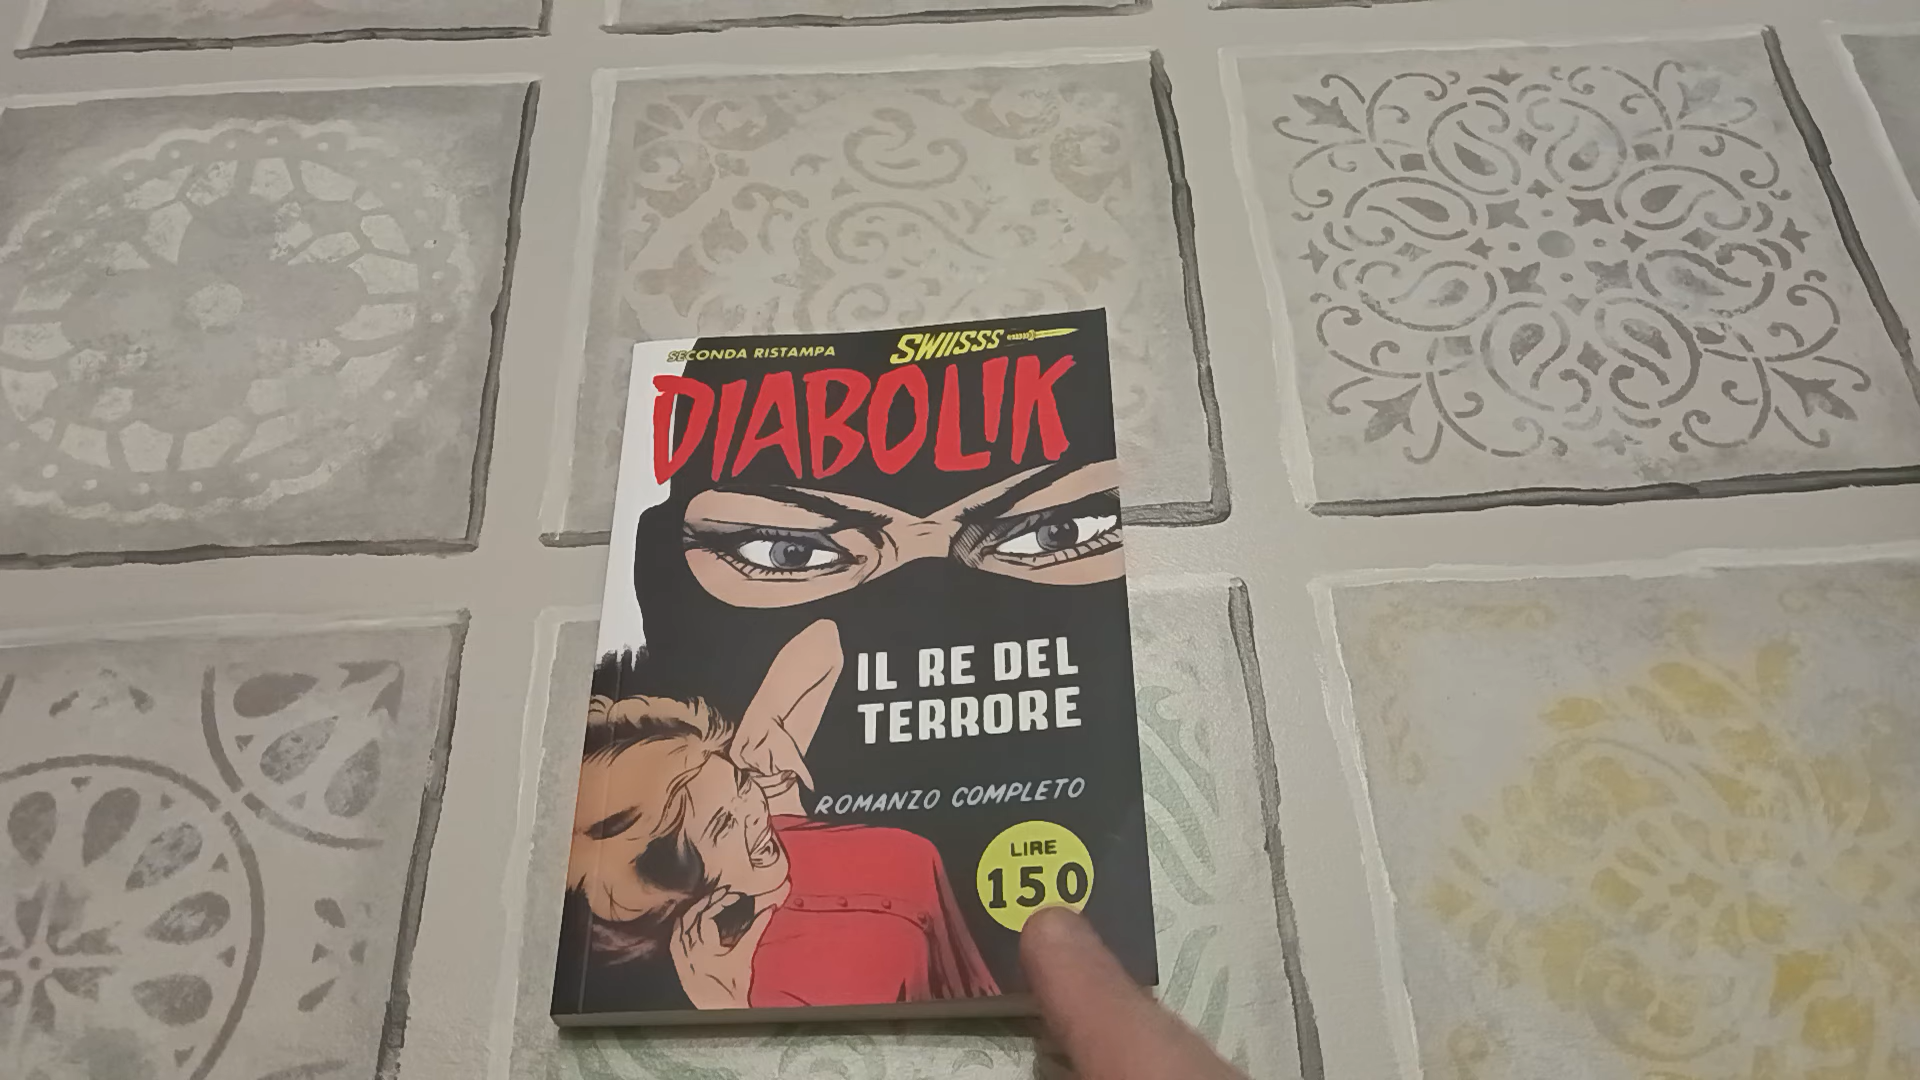 SECONDA RISTAMPA
SWIISSS
DIABOLIK
IL RE DEL
TERRORE
ROMANZO COMPLETO
LIRE
150